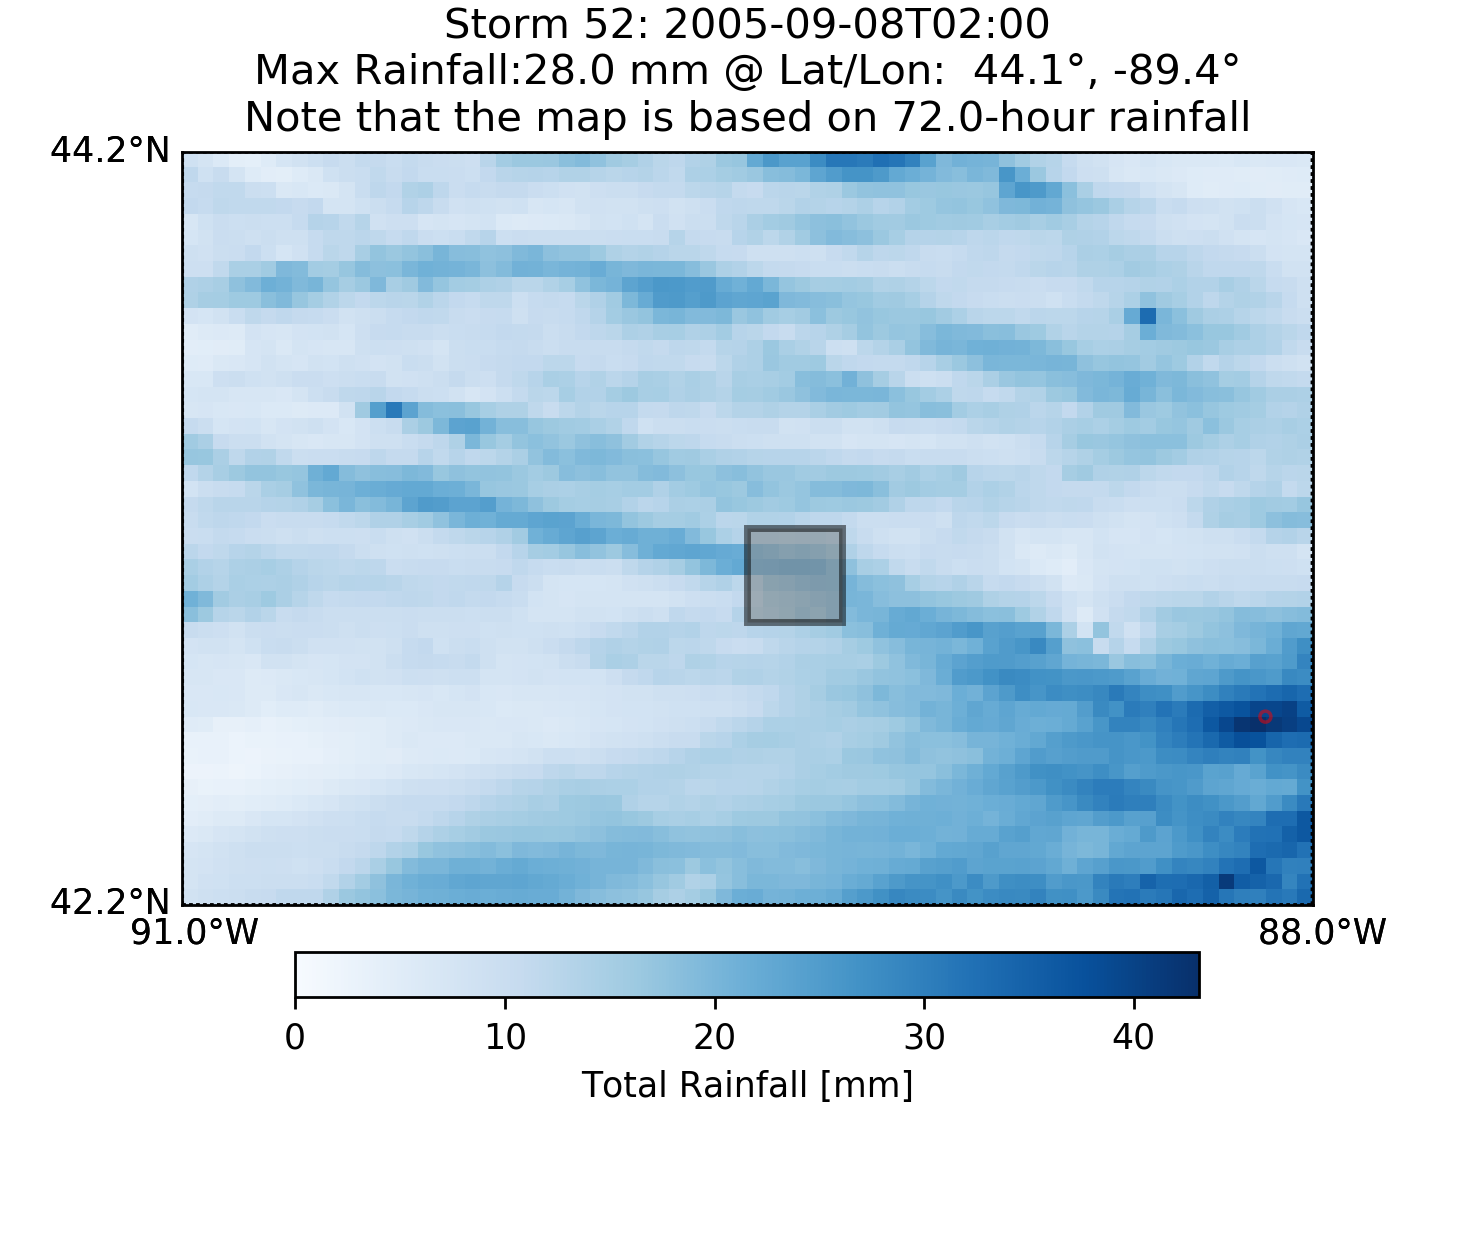 Storm 52: 2005-09-08T02:00
Max Rainfall:28.0 mm @ Lat/Lon:  44.1°, -89.4°
Note that the map is based on 72.0-hour rainfall
44.2°N
42.2°N
91.0°W 88.0°W
0 10 20 30 40
Total Rainfall [mm]